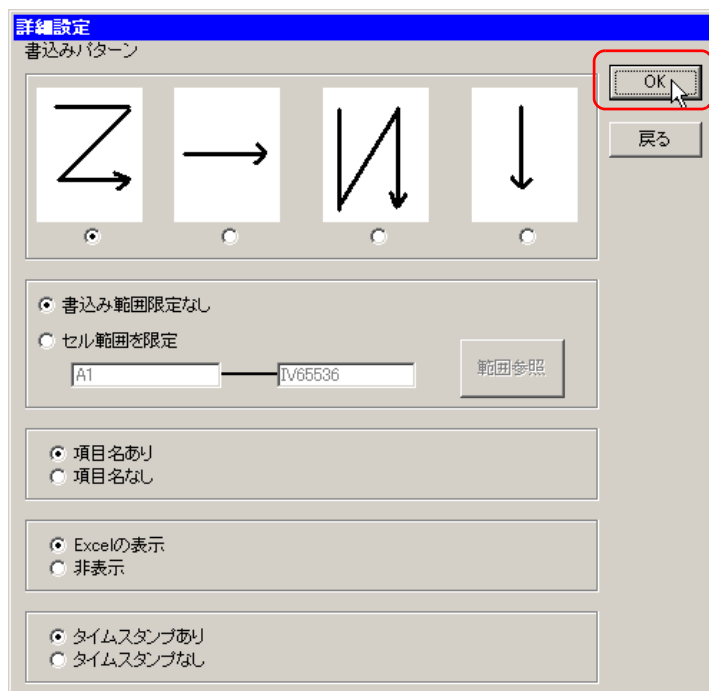 詳細設定
書込みパターン
OK
戻る
書込み範囲限定なし
セル範囲を限定
A1
IV65536
範囲参照
項目名あり
項目名なし
Excelの表示
非表示
タイムスタンプあり
タイムスタンプなし